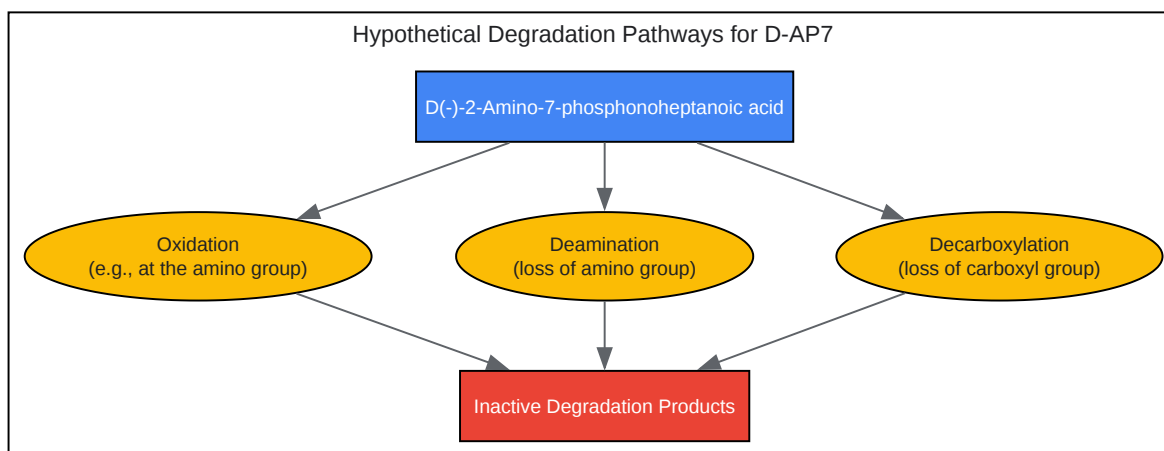 Hypothetical Degradation Pathways for D-AP7
D(-)-2-Amino-7-phosphonoheptanoic acid
Oxidation
(e.g., at the amino group)
Deamination
(loss of amino group)
Decarboxylation
(loss of carboxyl group)
Inactive Degradation Products